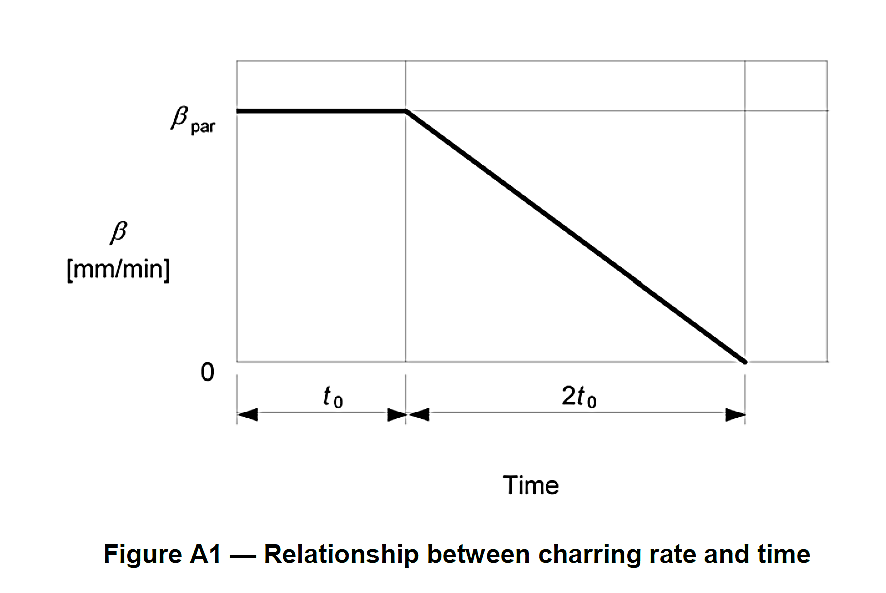 βpar
β
[mm/min]
0
t0
2t0
Time
Figure A1 — Relationship between charring rate and time